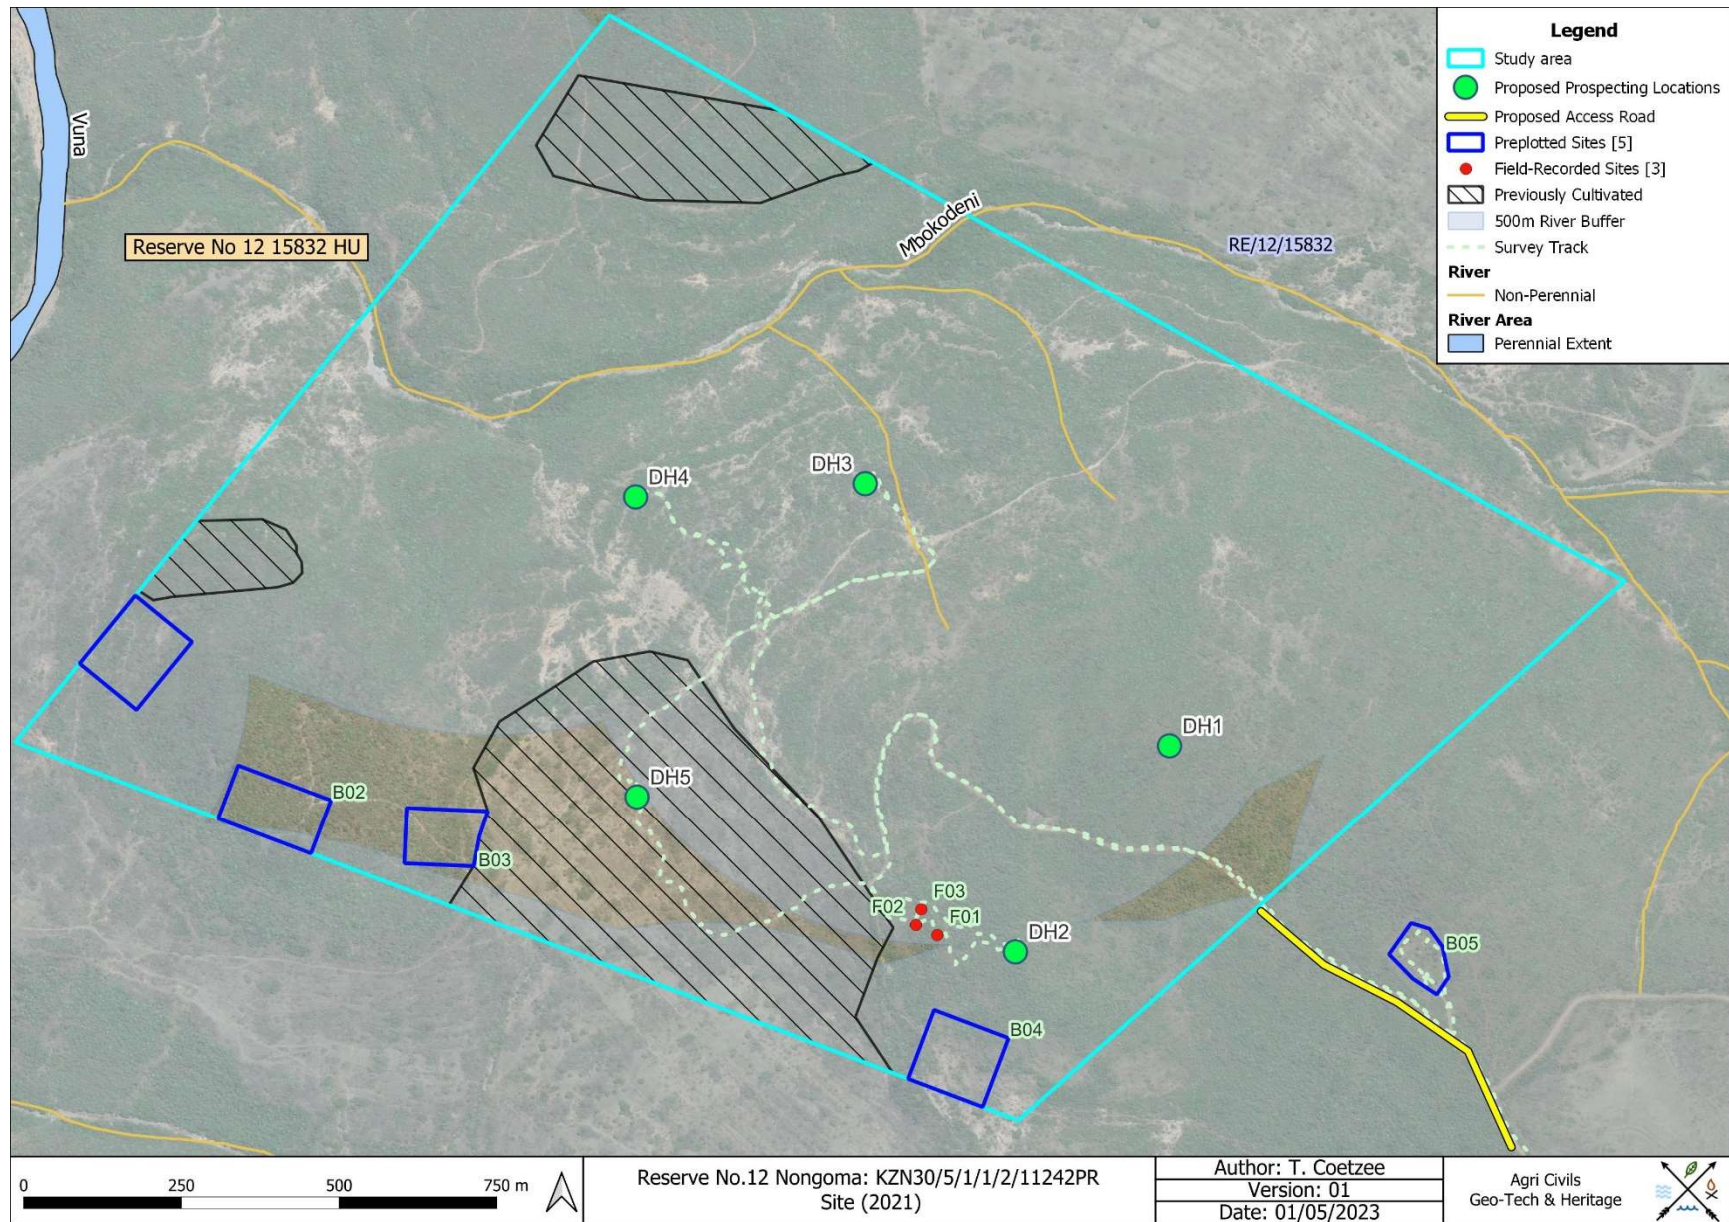 Legend
Study area
Proposed Prospecting Locations
Proposed Access Road
Preplotted Sites [5]
Field-Recorded Sites [3]
Previously Cultivated
500m River Buffer
Survey Track
River
Non-Perennial
River Area
Perennial Extent
Vuna
Reserve No 12 15832 HU
Mbokodeni
RE/12/15832
DH4
DH3
DH1
DH5
B02
B03
F03
F02
F01
DH2
B05
B04
0 250 500 750 m
Reserve No.12 Nongoma: KZN30/5/1/1/2/11242PR
Site (2021)
Author: T. Coetzee
Version: 01
Date: 01/05/2023
Agri Civils
Geo-Tech & Heritage